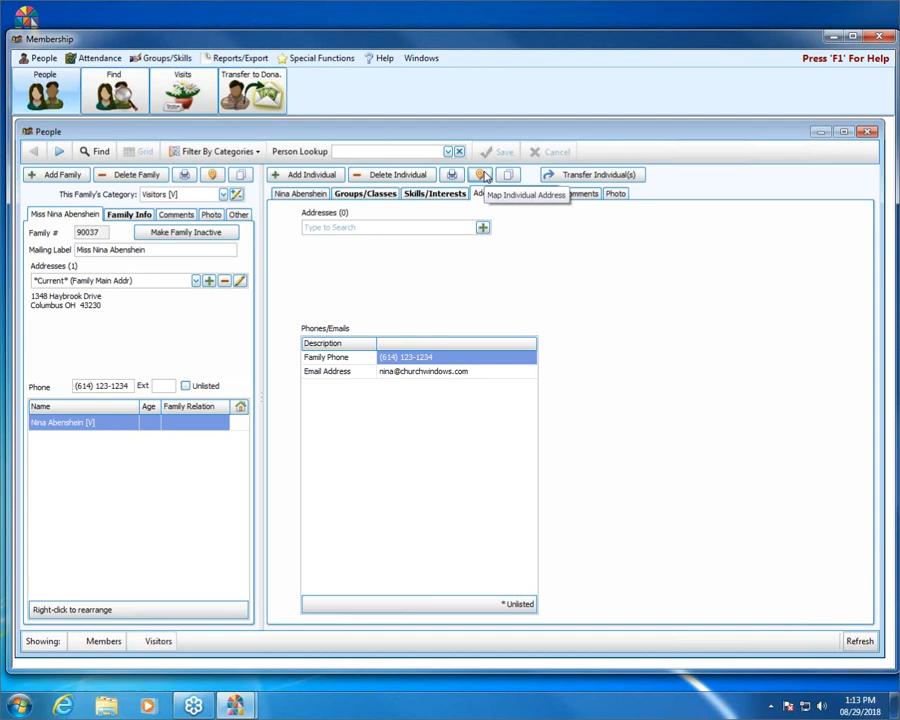 Membership
People Attendance Groups/Skills Reports/Export Special Functions Help Windows Press 'F1' For Help
People Find Visits Transfer to Dona.
People
Find Grid Filter By Categories Person Lookup Save Cancel
Add Family Delete Family Add Individual Delete Individual Transfer Individual(s)
This Family's Category: Visitors [V] Nina Abenshein Groups/Classes Skills/Interests Photo
Map Individual Address
Miss Nina Abenshein Family Info Comments Photo Other
Addresses (0)
Family # 90037 Make Family Inactive Type to Search
Mailing Label Miss Nina Abenshein
Addresses (1)
*Current* (Family Main Addr)
1348 Haybrook Drive
Columbus OH 43230
Phones/Emails
Description
Family Phone (614) 123-1234
Email Address nina@churchwindows.com
Phone (614) 123-1234 Ext Unlisted
Name Age Family Relation
Nina Abenshein [V]
Right-click to rearrange * Unlisted
Showing: Members Visitors Refresh
1:13 PM
08/29/2018